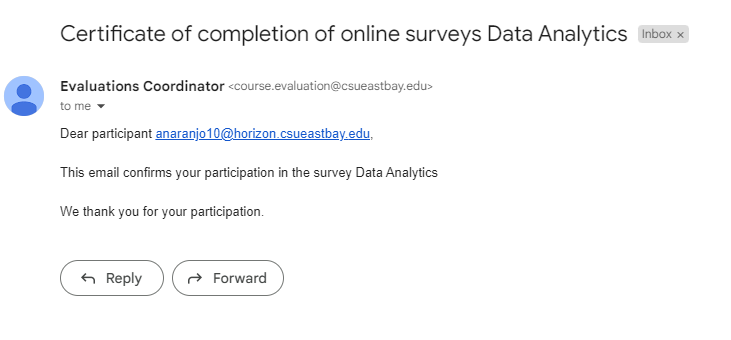 Certificate of completion of online surveys Data Analytics Inbox ×
Evaluations Coordinator <course.evaluation@csueastbay.edu>
to me
Dear participant anaranjo10@horizon.csueastbay.edu,
This email confirms your participation in the survey Data Analytics
We thank you for your participation.
Reply Forward